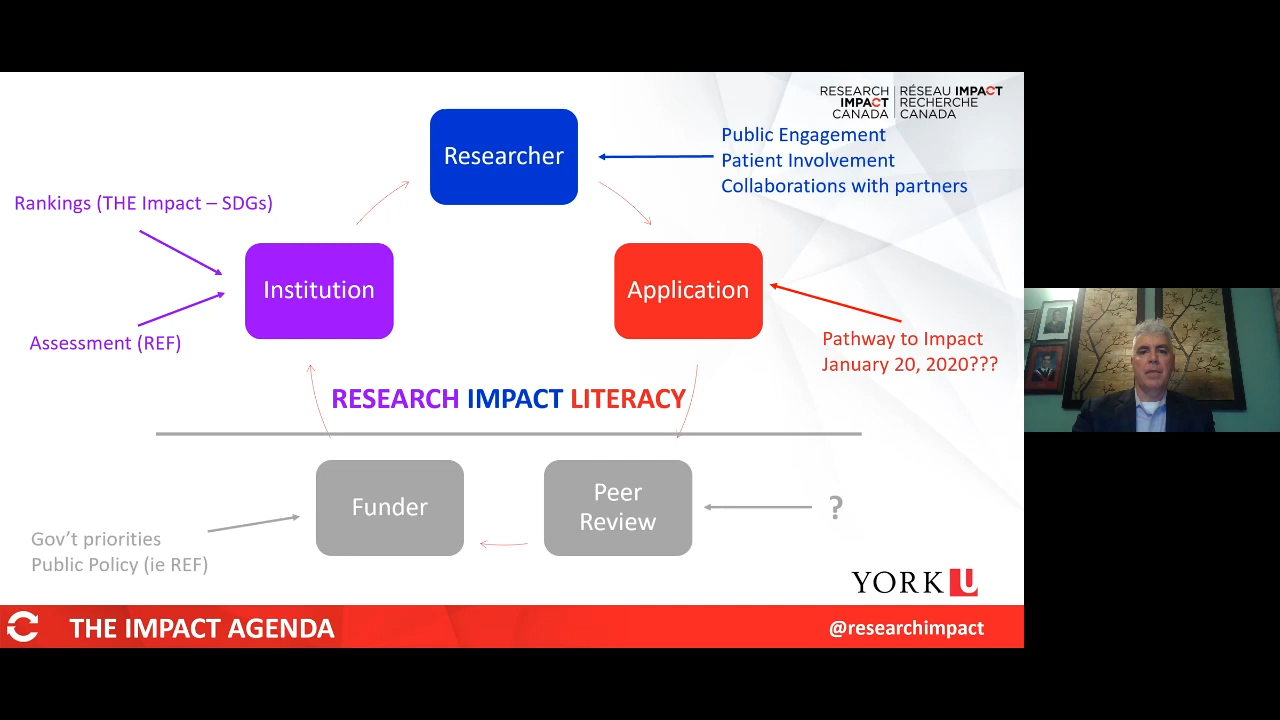 RESEARCH
IMPACT
CANADA
RÉSEAU IMPACT
RECHERCHE
CANADA
Researcher
Public Engagement
Patient Involvement
Collaborations with partners
Rankings (THE Impact – SDGs)
Institution
Application
Assessment (REF)
Pathway to Impact
January 20, 2020???
RESEARCH IMPACT LITERACY
Funder
Peer
Review
?
Gov't priorities
Public Policy (ie REF)
YORK U
THE IMPACT AGENDA
@researchimpact